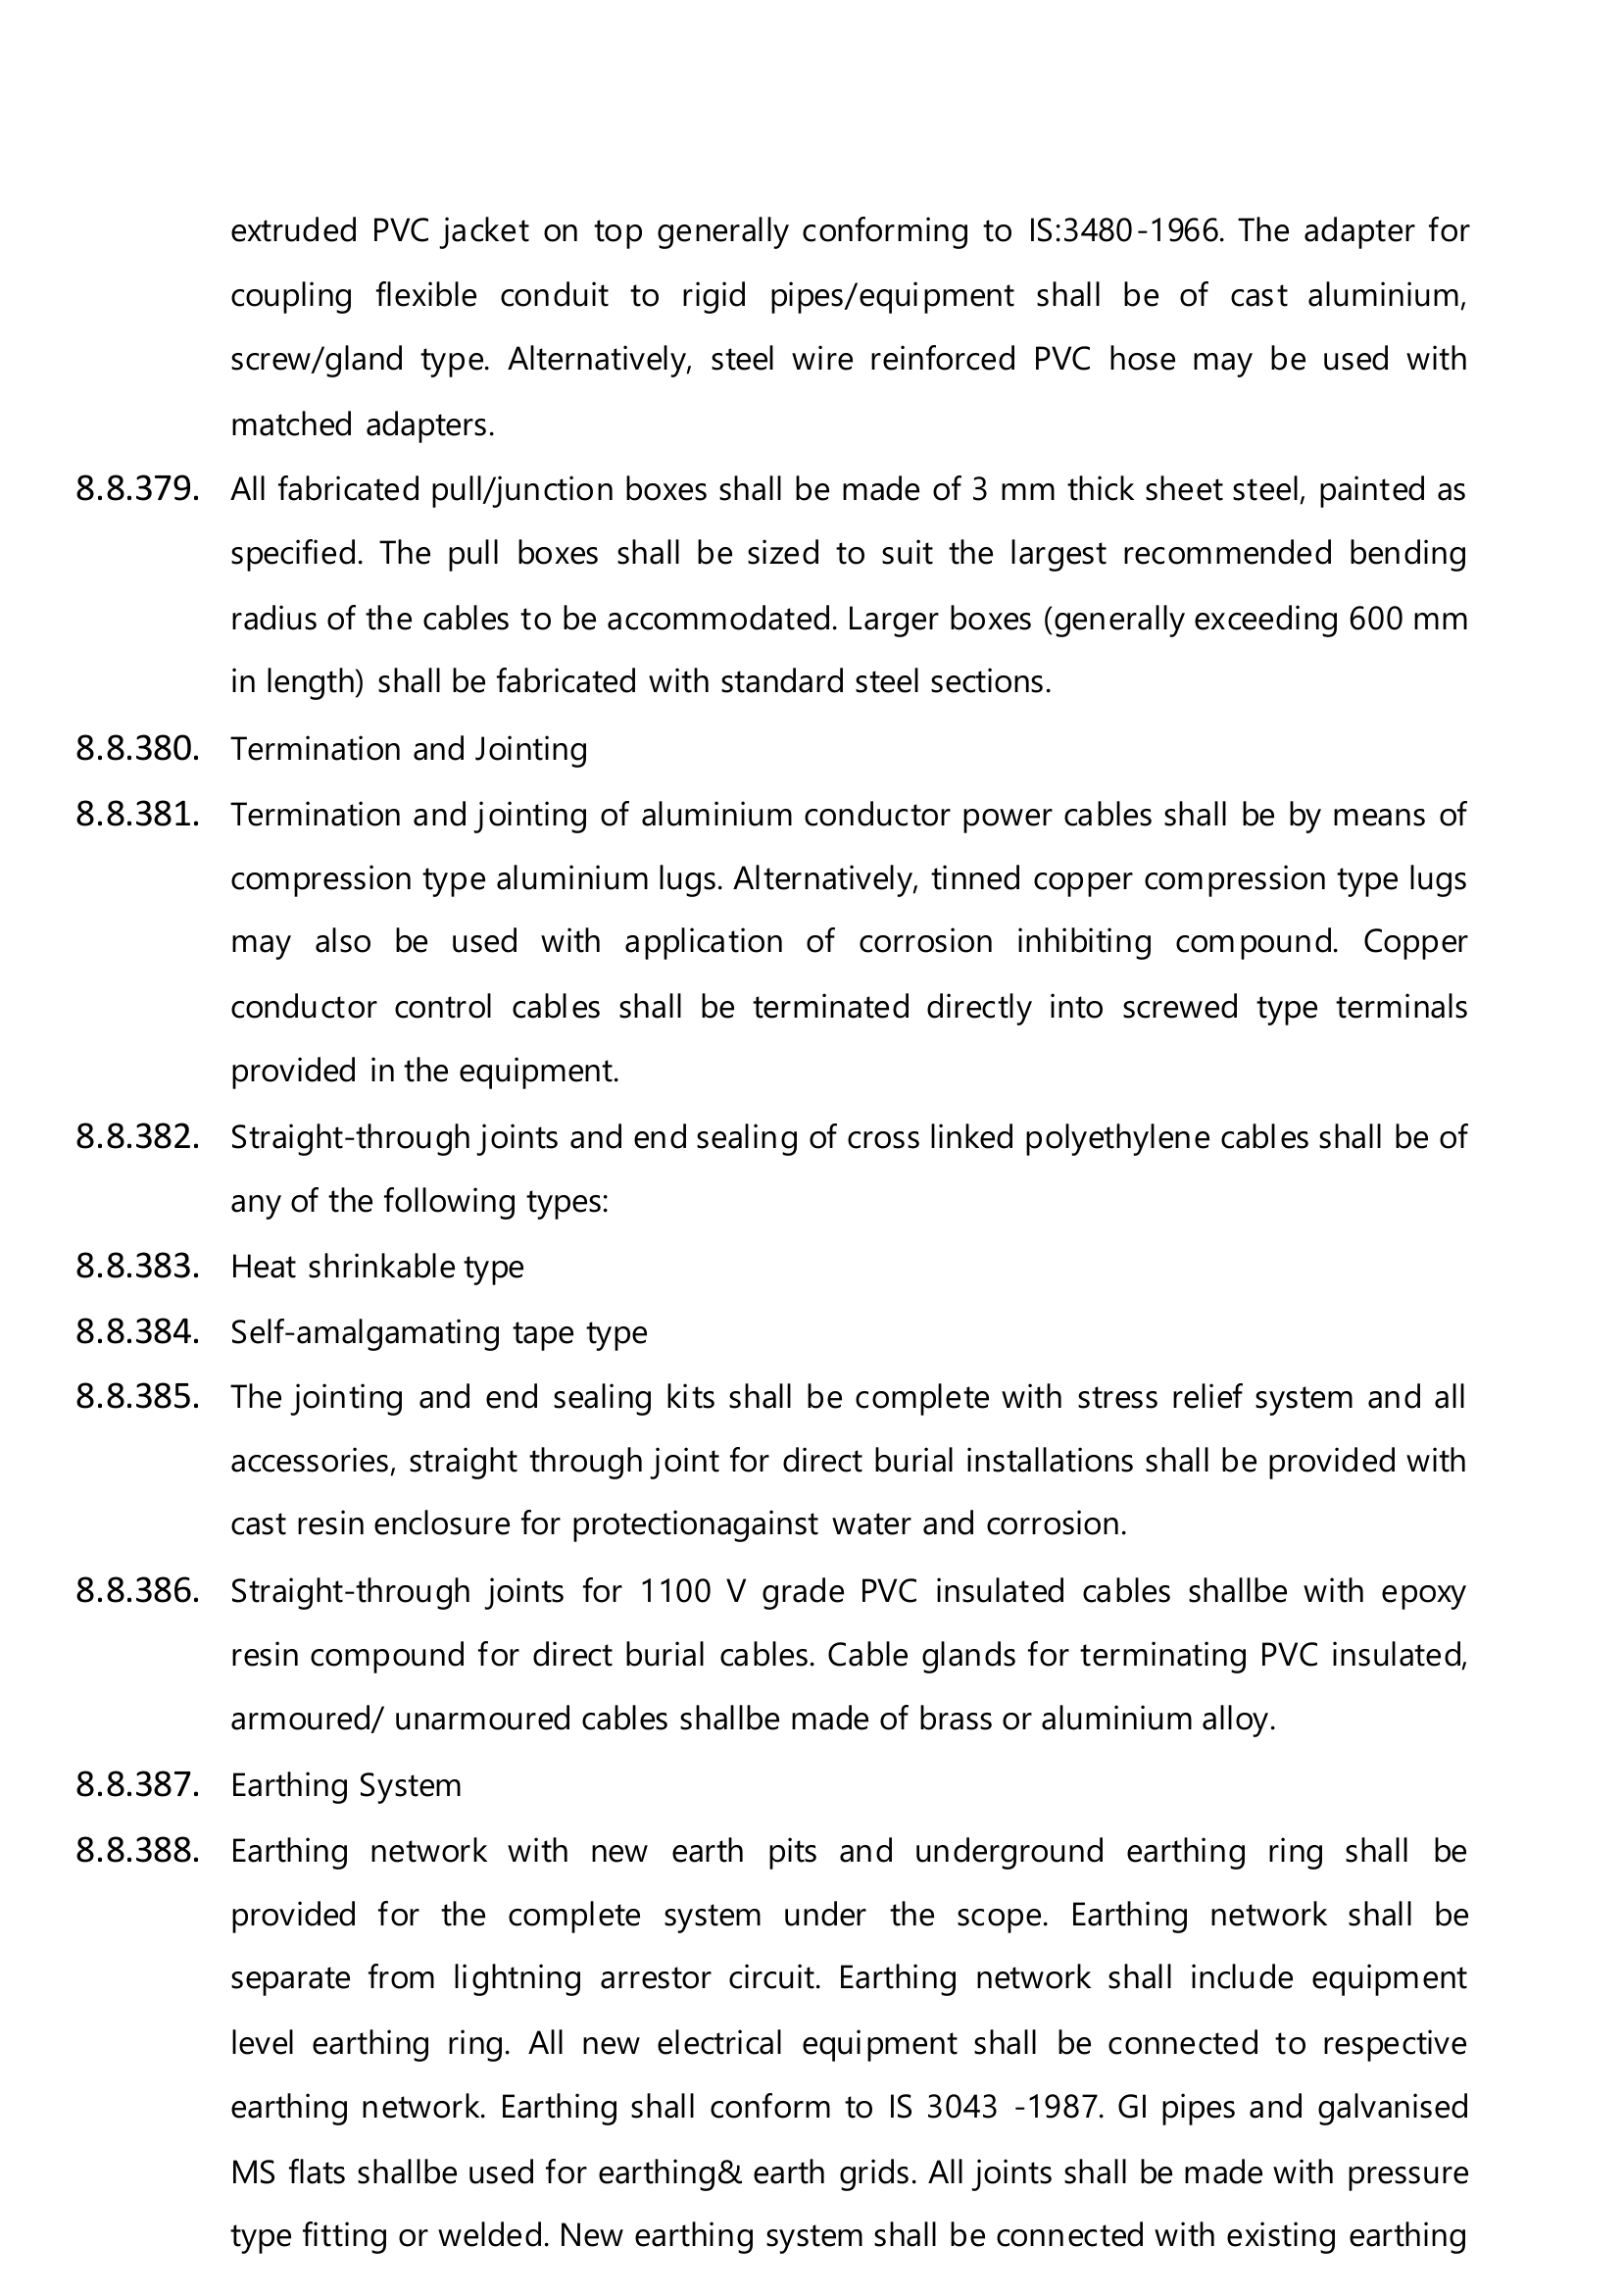 extruded PVC jacket on top generally conforming to IS:3480-1966. The adapter for
coupling flexible conduit to rigid pipes/equipment shall be of cast aluminium,
screw/gland type. Alternatively, steel wire reinforced PVC hose may be used with
matched adapters.
8.8.379. All fabricated pull/junction boxes shall be made of 3 mm thick sheet steel, painted as
specified. The pull boxes shall be sized to suit the largest recommended bending
radius of the cables to be accommodated. Larger boxes (generally exceeding 600 mm
in length) shall be fabricated with standard steel sections.
8.8.380. Termination and Jointing
8.8.381. Termination and jointing of aluminium conductor power cables shall be by means of
compression type aluminium lugs. Alternatively, tinned copper compression type lugs
may also be used with application of corrosion inhibiting compound. Copper
conductor control cables shall be terminated directly into screwed type terminals
provided in the equipment.
8.8.382. Straight-through joints and end sealing of cross linked polyethylene cables shall be of
any of the following types:
8.8.383. Heat shrinkable type
8.8.384. Self-amalgamating tape type
8.8.385. The jointing and end sealing kits shall be complete with stress relief system and all
accessories, straight through joint for direct burial installations shall be provided with
cast resin enclosure for protectionagainst water and corrosion.
8.8.386. Straight-through joints for 1100 V grade PVC insulated cables shallbe with epoxy
resin compound for direct burial cables. Cable glands for terminating PVC insulated,
armoured/ unarmoured cables shallbe made of brass or aluminium alloy.
8.8.387. Earthing System
8.8.388. Earthing network with new earth pits and underground earthing ring shall be
provided for the complete system under the scope. Earthing network shall be
separate from lightning arrestor circuit. Earthing network shall include equipment
level earthing ring. All new electrical equipment shall be connected to respective
earthing network. Earthing shall conform to IS 3043 -1987. GI pipes and galvanised
MS flats shallbe used for earthing& earth grids. All joints shall be made with pressure
type fitting or welded. New earthing system shall be connected with existing earthing